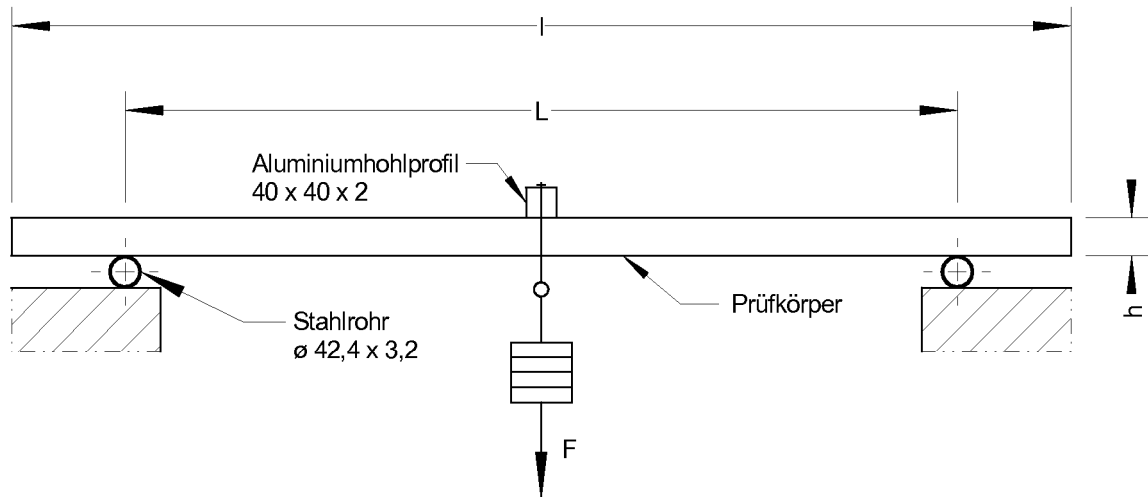 l
L
Aluminiumhohlprofil
40 x 40 x 2
h
Prüfkörper
Stahlrohr
ø 42,4 x 3,2
F